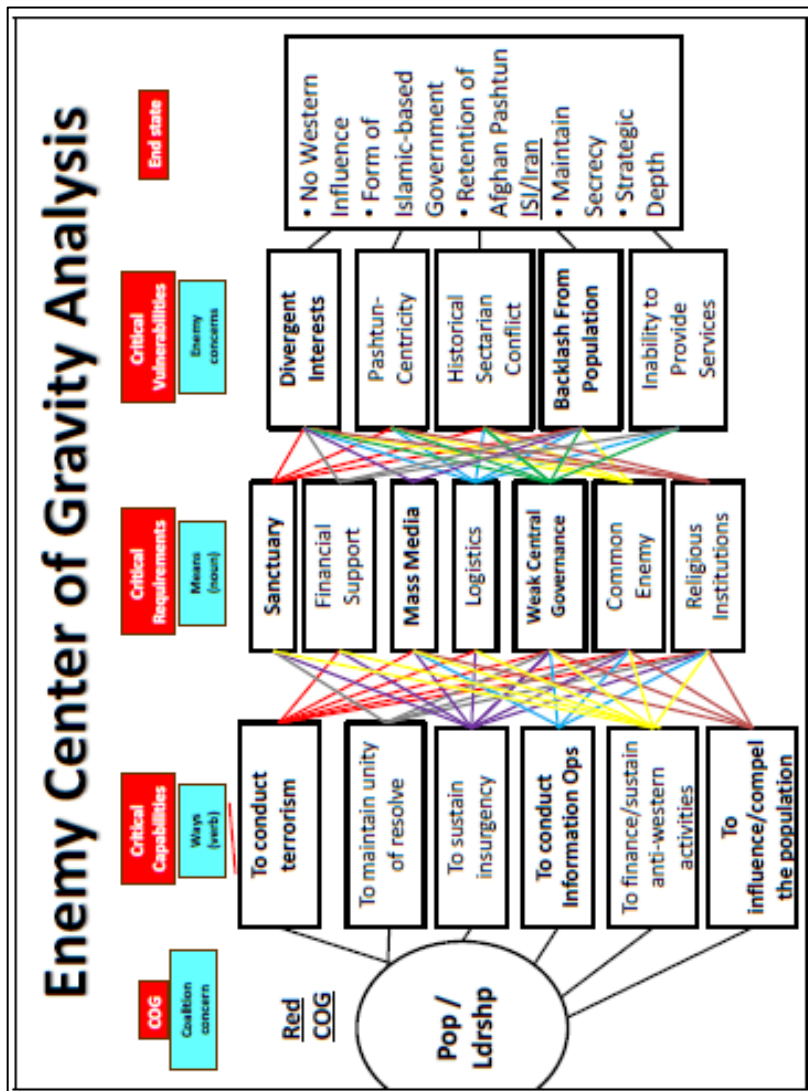 Enemy Center of Gravity Analysis
COG
Coalition
concern
Critical
Capabilities
Ways
(verb)
Critical
Requirements
Means
(noun)
Critical
Vulnerabilities
Enemy
concerns
End state
Red
COG
Pop /
Ldrshp
To conduct
terrorism
To maintain unity
of resolve
To sustain
insurgency
To conduct
Information Ops
To finance/sustain
anti-western
activities
To
influence/compel
the population
Sanctuary
Financial
Support
Mass Media
Logistics
Weak Central
Governance
Common
Enemy
Religious
Institutions
Divergent
Interests
Pashtun-
Centricity
Historical
Sectarian
Conflict
Backlash From
Population
Inability to
Provide
Services
• No Western
Influence
• Form of
Islamic-based
Government
• Retention of
Afghan Pashtun
ISI/Iran
• Maintain
Secrecy
• Strategic
Depth